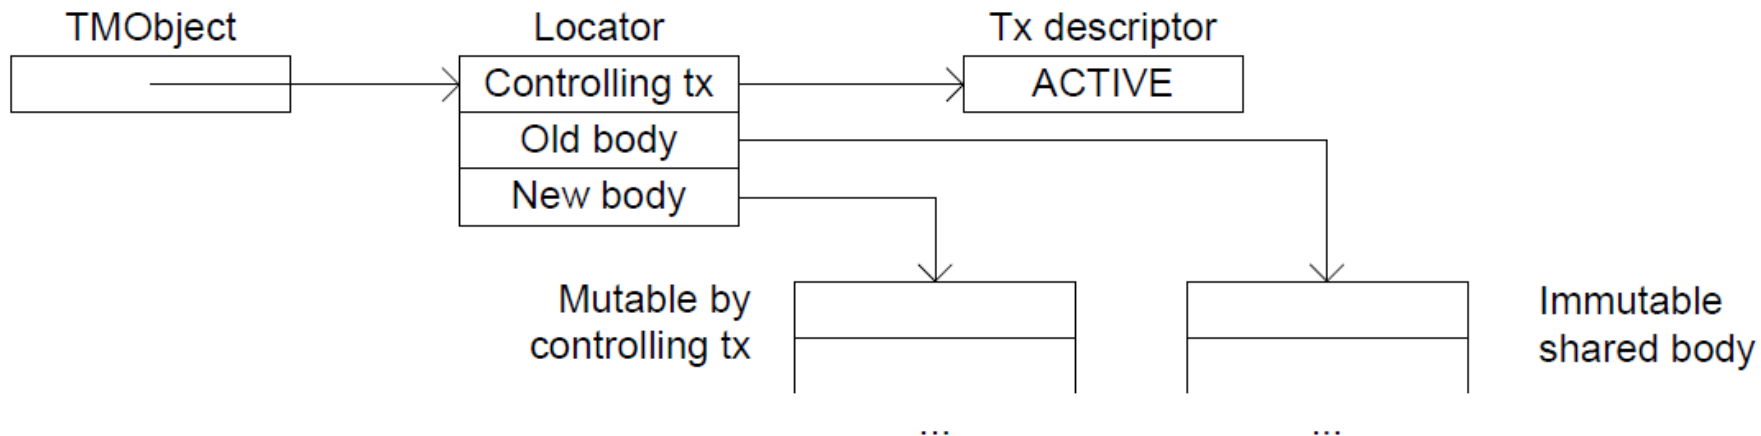 TMObject
Locator
Tx descriptor
Controlling tx
ACTIVE
Old body
New body
Mutable by
controlling tx
Immutable
shared body
...
...